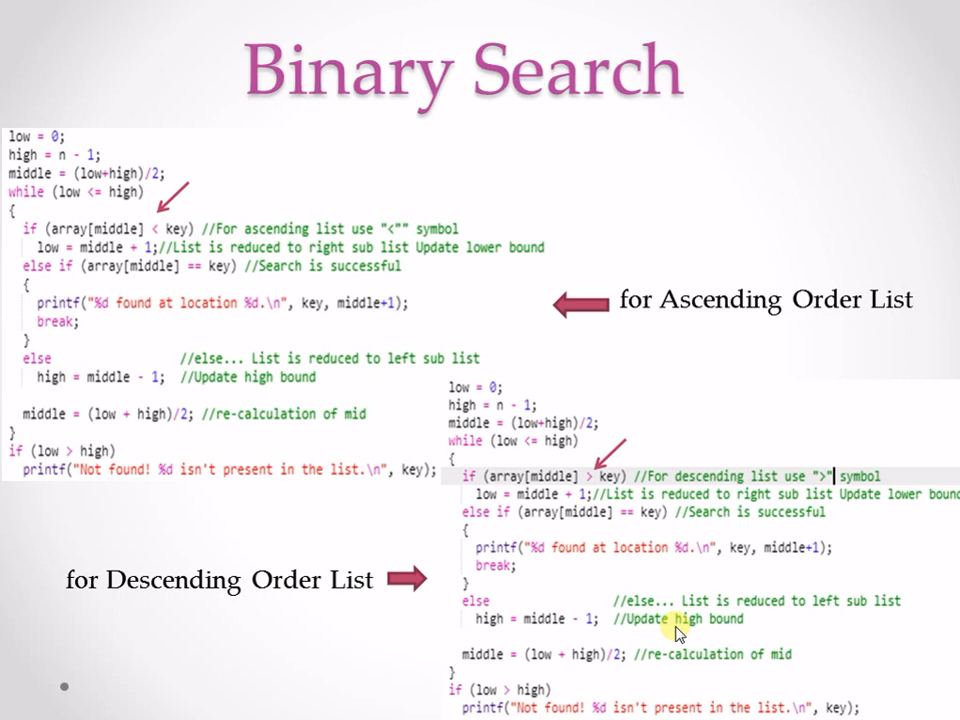 Binary Search
low = 0;
high = n - 1;
middle = (low+high)/2;
while (low <= high)
{
if (array[middle] < key) //For ascending list use "<"" symbol
low = middle + 1;//List is reduced to right sub list Update lower bound
else if (array[middle] == key) //Search is successful
{
printf("%d found at location %d.\n", key, middle+1);
break;
}
else //else... List is reduced to left sub list
high = middle - 1; //Update high bound
middle = (low + high)/2; //re-calculation of mid
}
if (low > high)
printf("Not found! %d isn't present in the list.\n", key);
for Ascending Order List
low = 0;
high = n - 1;
middle = (low+high)/2;
while (low <= high)
{
if (array[middle] > key) //For descending list use ">" symbol
low = middle + 1;//List is reduced to right sub list Update lower bound
else if (array[middle] == key) //Search is successful
{
printf("%d found at location %d.\n", key, middle+1);
break;
}
else //else... List is reduced to left sub list
high = middle - 1; //Update high bound
middle = (low + high)/2; //re-calculation of mid
}
if (low > high)
printf("Not found! %d isn't present in the list.\n", key);
for Descending Order List